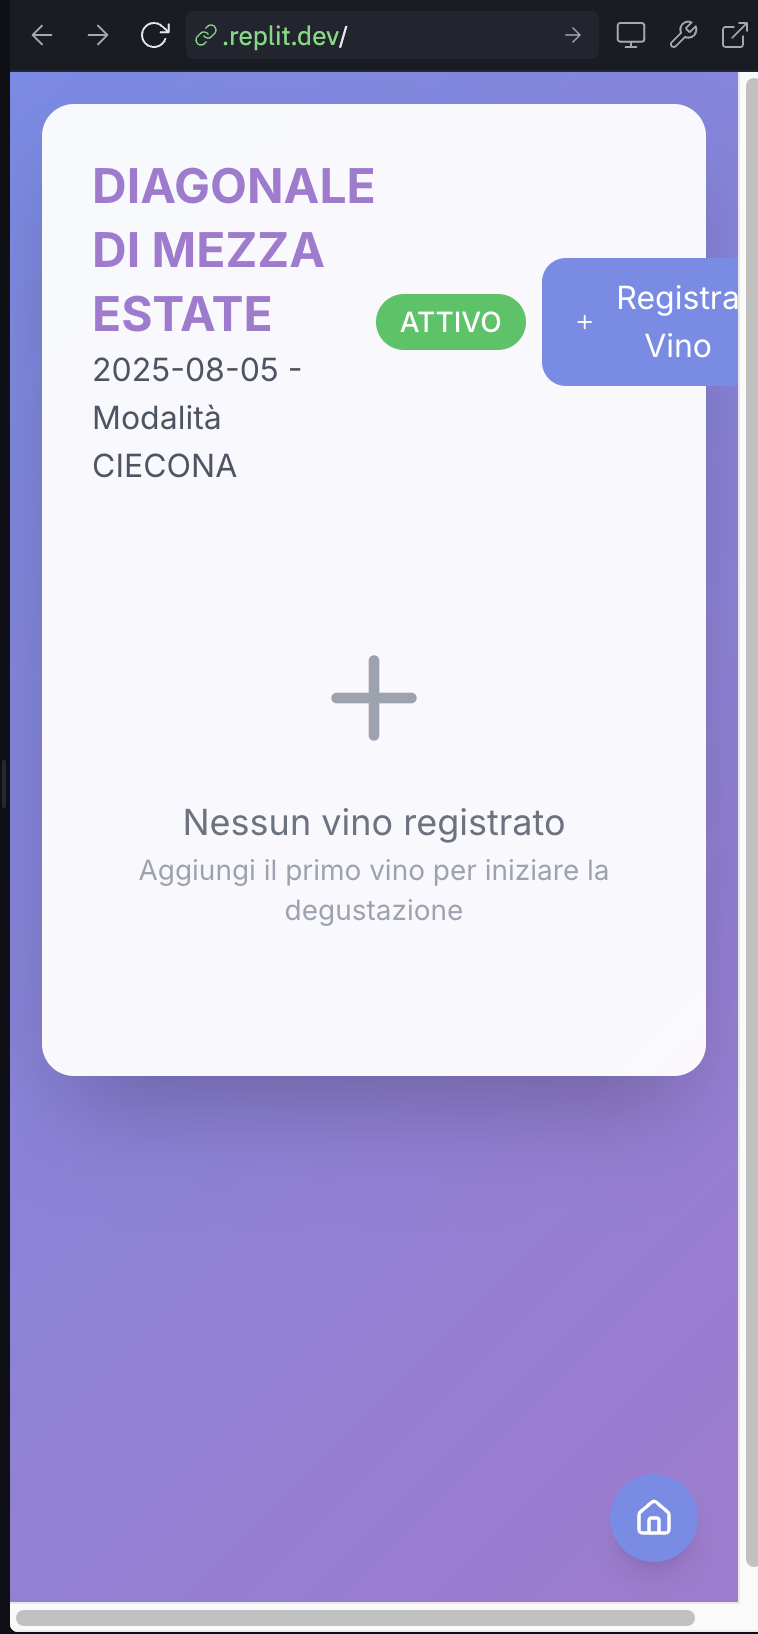 .replit.dev/
DIAGONALE
DI MEZZA
ESTATE
2025-08-05 -
Modalità
CIECONA
ATTIVO
+ Registra
Vino
Nessun vino registrato
Aggiungi il primo vino per iniziare la
degustazione